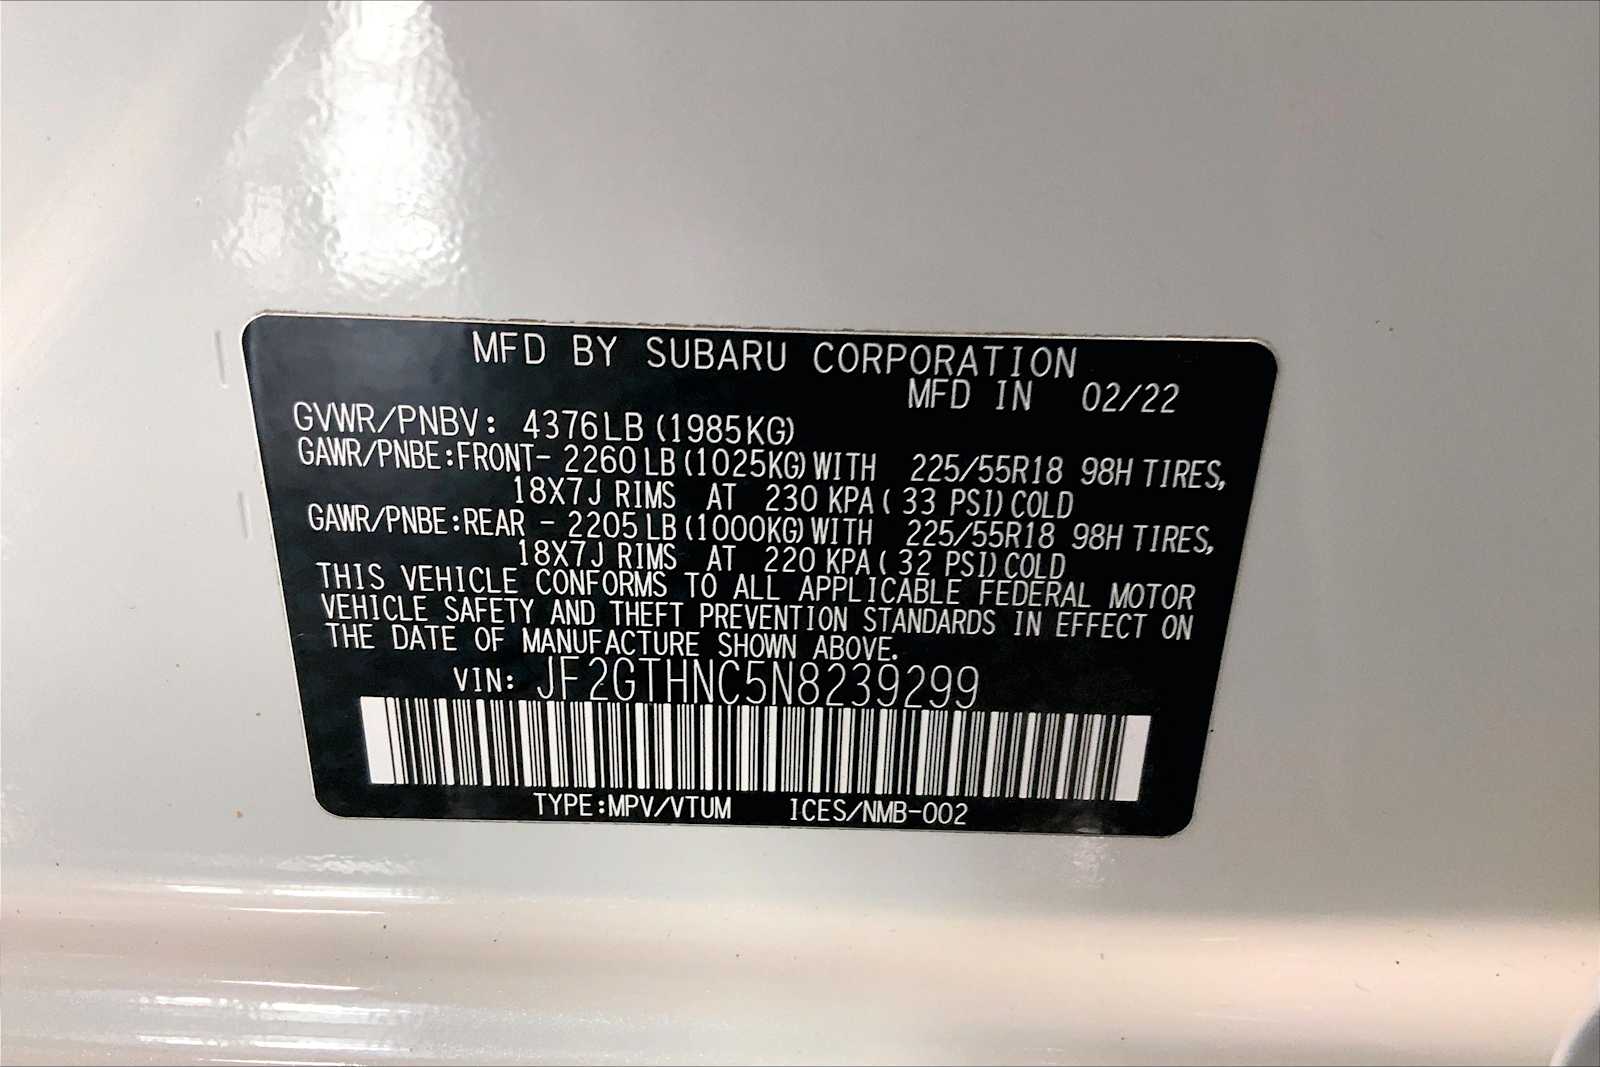 MFD BY SUBARU CORPORATION
MFD IN 02/22
GVWR/PNBV: 4376LB (1985KG)
GAWR/PNBE:FRONT- 2260 LB (1025KG) WITH 225/55R18 98H TIRES,
18X7J RIMS AT 230 KPA ( 33 PSI) COLD
GAWR/PNBE:REAR - 2205 LB (1000KG) WITH 225/55R18 98H TIRES,
18X7J RIMS AT 220 KPA ( 32 PSI) COLD
THIS VEHICLE CONFORMS TO ALL APPLICABLE FEDERAL MOTOR
VEHICLE SAFETY AND THEFT PREVENTION STANDARDS IN EFFECT ON
THE DATE OF MANUFACTURE SHOWN ABOVE.
VIN: JF2GTHNC5N8239299
TYPE:MPV/VTUM ICES/NMB-002